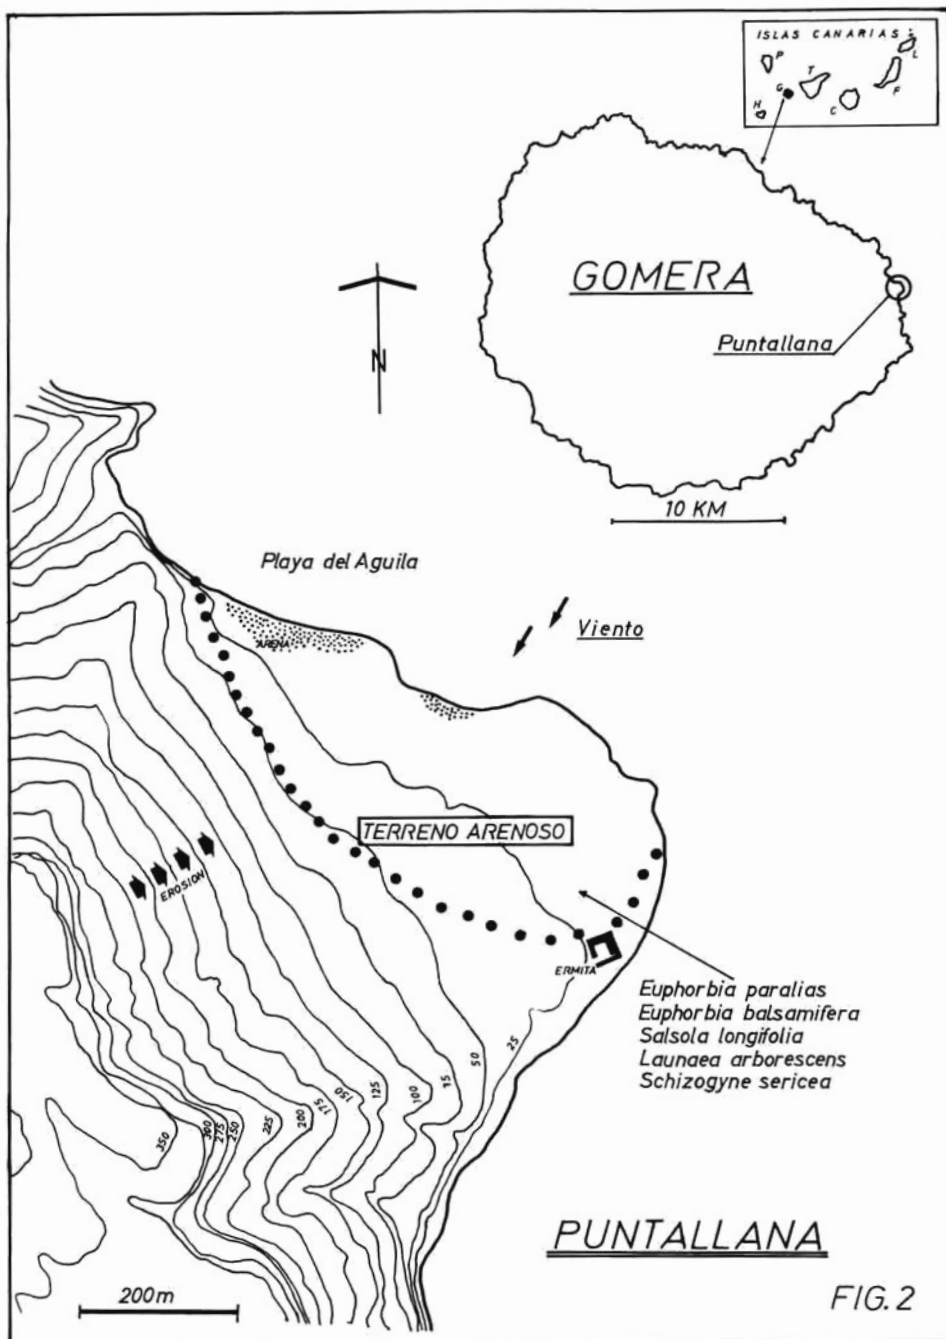 ISLAS CANARIAS
P
L
T
G
F
C
H
GOMERA
Puntallana
N
10 KM
Playa del Aguila
Viento
ARENA
TERRENO ARENOSO
EROSION
ERMITA
Euphorbia paralias
Euphorbia balsamifera
Salsola longifolia
Launaea arborescens
Schizogyne sericea
25
50
75
100
125
150
175
200
225
250
275
300
350
PUNTALLANA
200m
FIG. 2